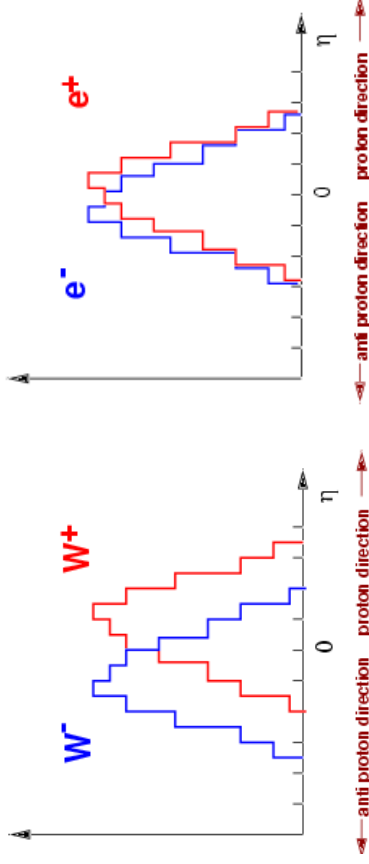 W⁻
W⁺
0
η
anti proton direction
proton direction
e⁻
e⁺
0
η
anti proton direction
proton direction